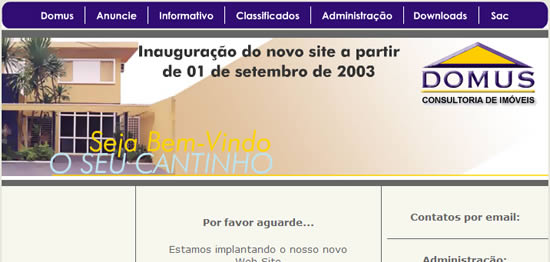 Domus Anuncie Informativo Classificados Administração Downloads Sac
Inauguração do novo site a partir
de 01 de setembro de 2003
DOMUS
CONSULTORIA DE IMÓVEIS
Seja Bem-Vindo
O SEU CANTINHO
Por favor aguarde...
Estamos implantando o nosso novo
Web Site
Contatos por email:
Administração: